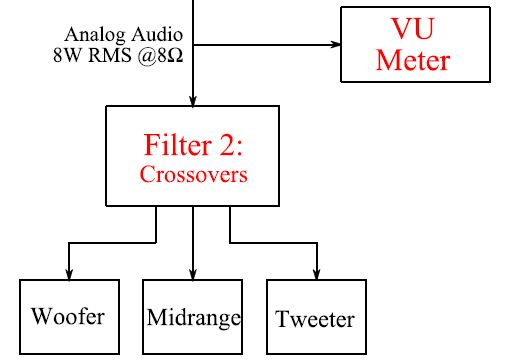 Analog Audio
8W RMS @8Ω
VU
Meter
Filter 2:
Crossovers
Woofer
Midrange
Tweeter